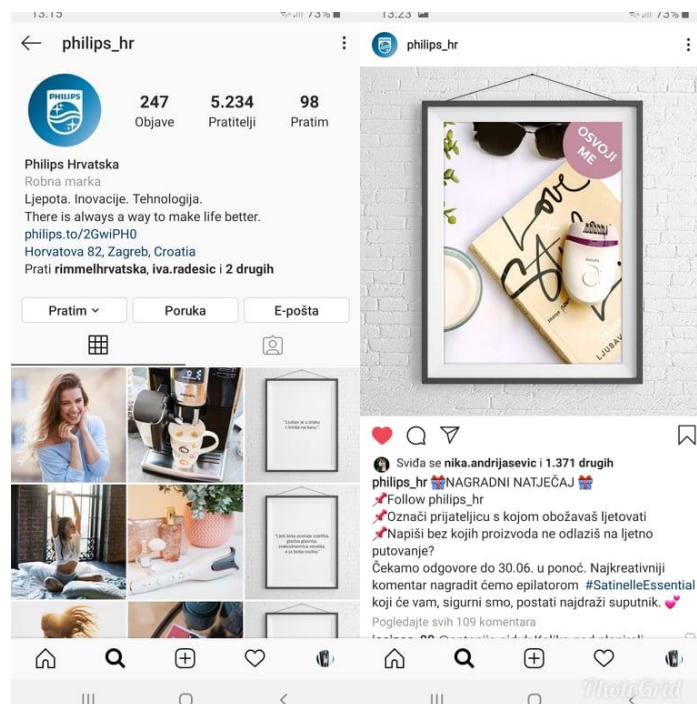 13.15
philips_hr
PHILIPS
247
Objave
5.234
Pratitelji
98
Pratim
Philips Hrvatska
Robna marka
Ljepota. Inovacije. Tehnologija.
There is always a way to make life better.
philips.to/2GwiPH0
Horvatova 82, Zagreb, Croatia
Prati rimmelhrvatska, iva.radesic i 2 drugih
Pratim
Poruka
E-pošta
13.23
73%
philips_hr
OSVOJI
ME
Love
LJUBAV
Sviđa se nika.andrijasevic i 1.371 drugih
philips_hr 🎁NAGRADNI NATJEČAJ 🎁
📌Follow philips_hr
📌Označi prijateljicu s kojom obožavaš ljetovati
📌Napiši bez kojih proizvoda ne odlaziš na ljetno
putovanje?
Čekamo odgovore do 30.06. u ponoć. Najkreativniji
komentar nagradit ćemo epilatorom #SatinelleEssential
koji će vam, sigurni smo, postati najdraži suputnik. 💕
Pogledajte svih 109 komentara
PhotoGrid